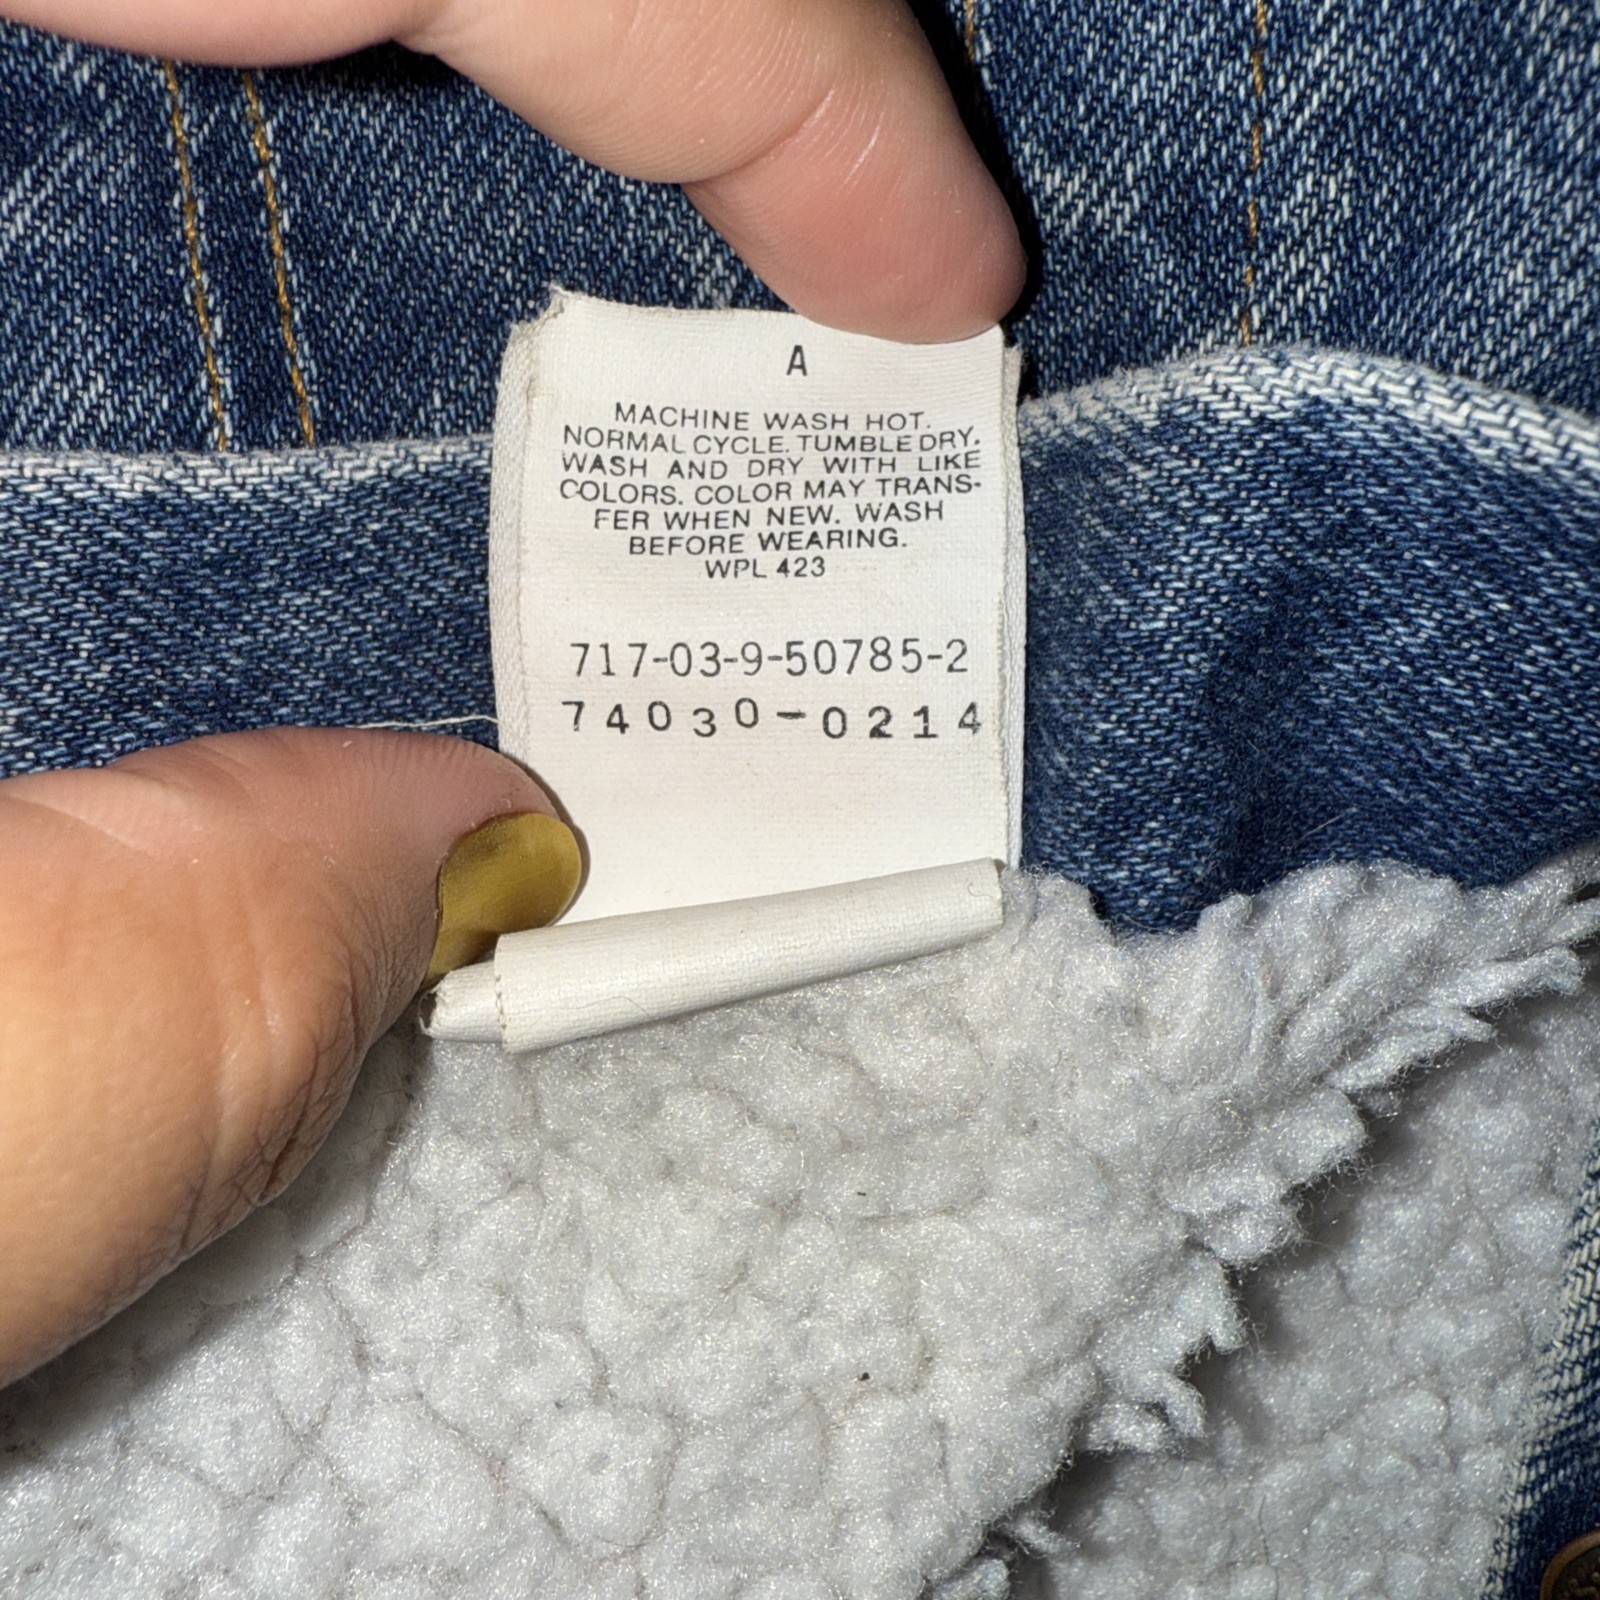 A
MACHINE WASH HOT.
NORMAL CYCLE. TUMBLE DRY.
WASH AND DRY WITH LIKE
COLORS. COLOR MAY TRANS-
FER WHEN NEW. WASH
BEFORE WEARING.
WPL 423
717-03-9-50785-2
74030-0214